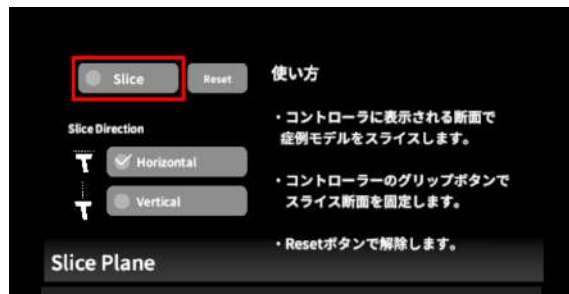 Slice
Reset
Slice Direction
Horizontal
Vertical
使い方
・コントローラに表示される断面で
症例モデルをスライスします。
・コントローラーのグリップボタンで
スライス断面を固定します。
・Resetボタンで解除します。
Slice Plane